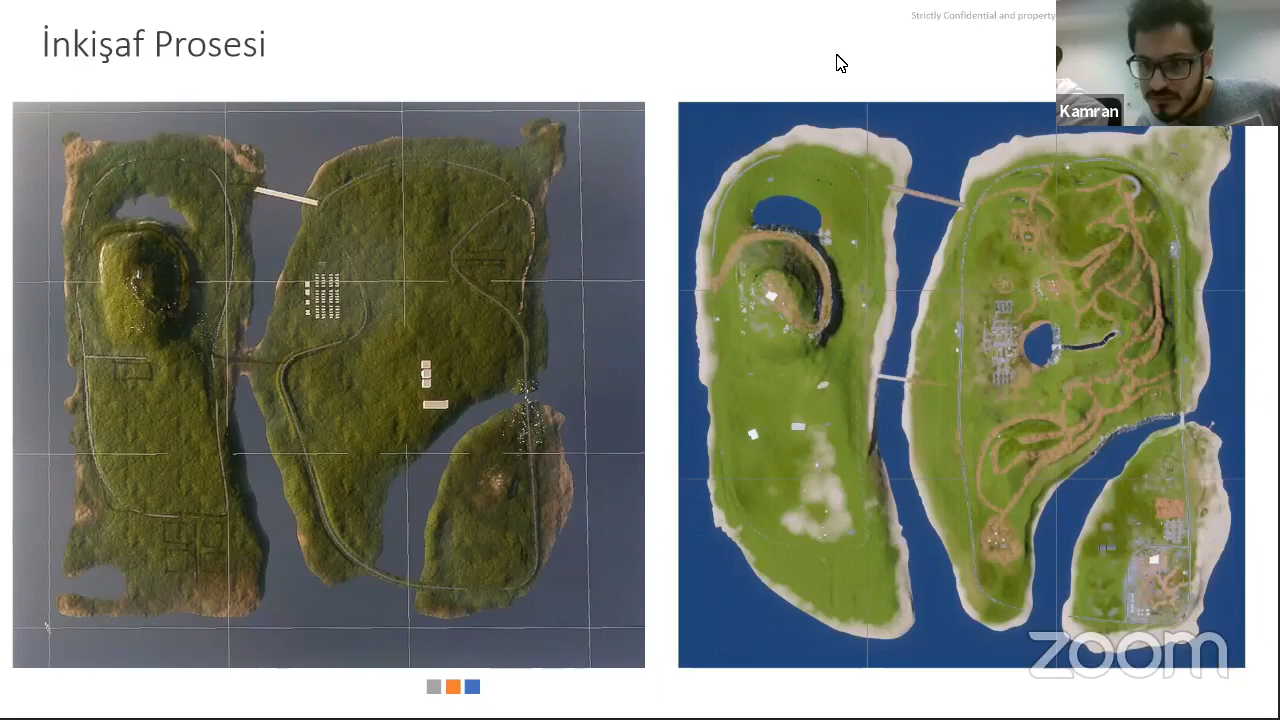 Strictly Confidential and property
İnkişaf Prosesi
Kamran
zoom